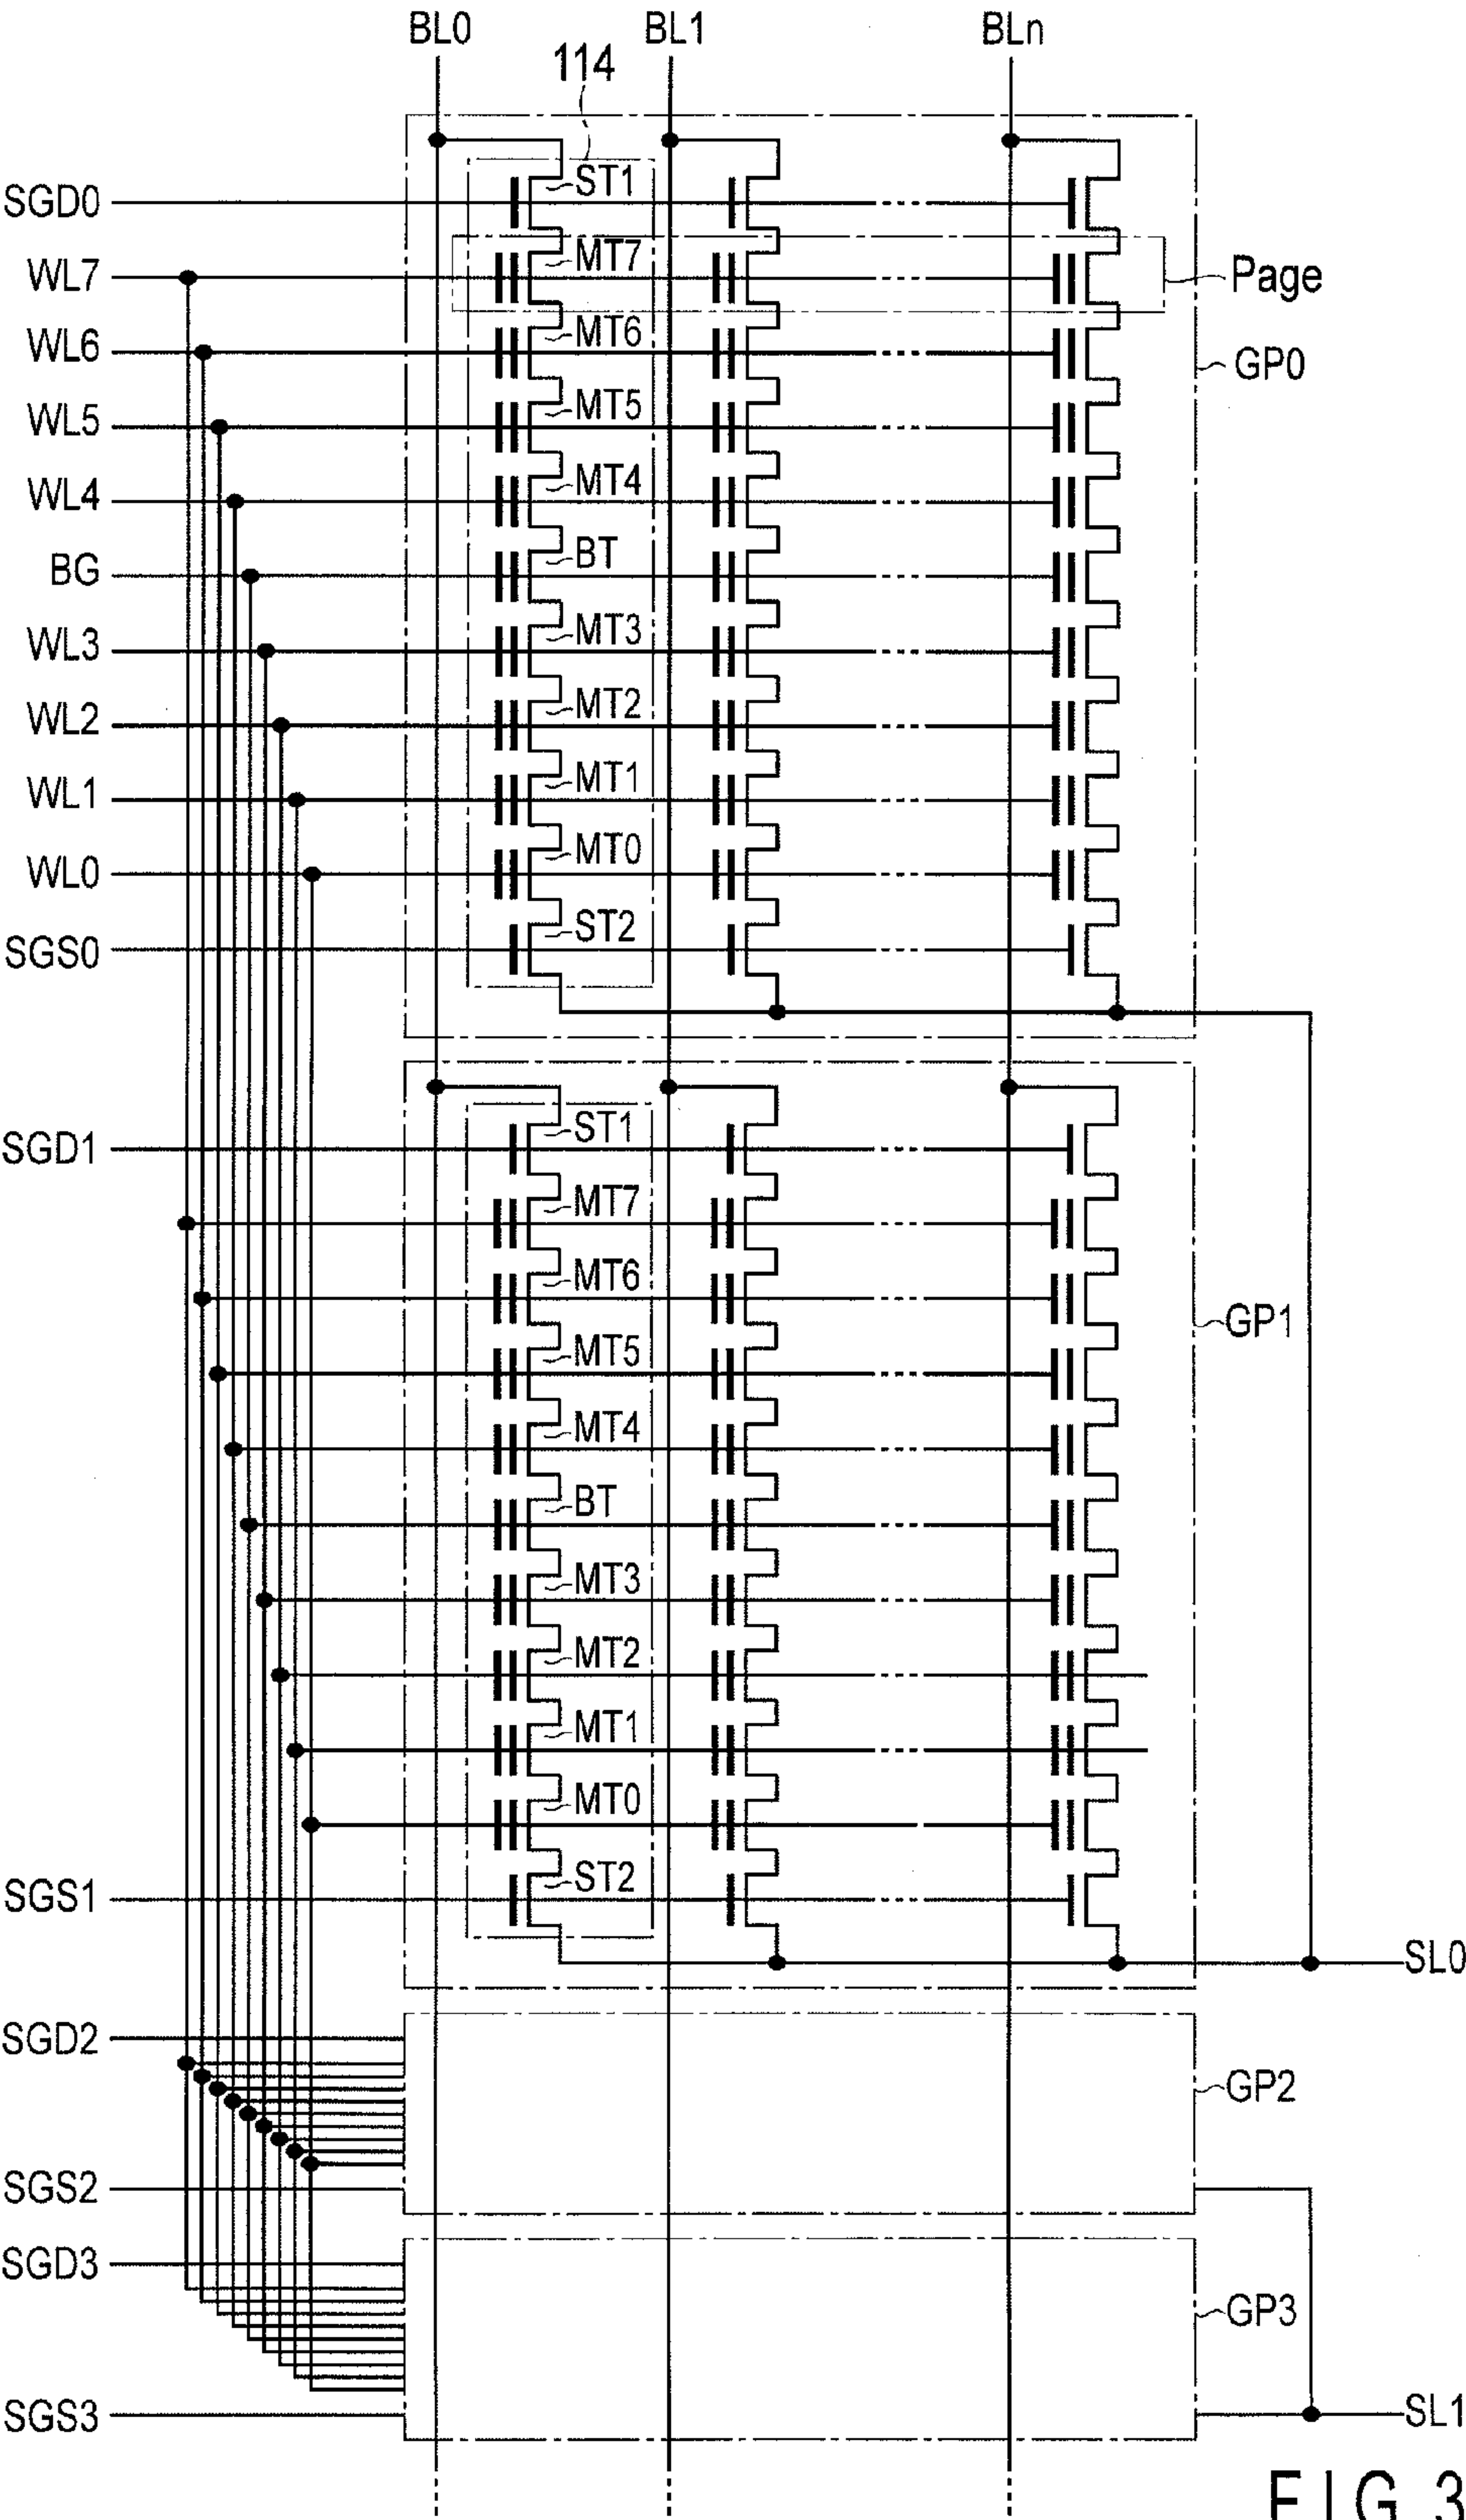 BL0 BL1 BLn
114
SGD0 ST1
WL7 MT7 Page
WL6 MT6 GP0
WL5 MT5
WL4 MT4
BG BT
WL3 MT3
WL2 MT2
WL1 MT1
WL0 MT0
SGS0 ST2
SGD1 ST1
MT7
MT6
GP1
MT5
MT4
BT
MT3
MT2
MT1
MT0
SGS1 ST2
SL0
SGD2
GP2
SGS2
SGD3
GP3
SGS3 SL1
FIG. 3